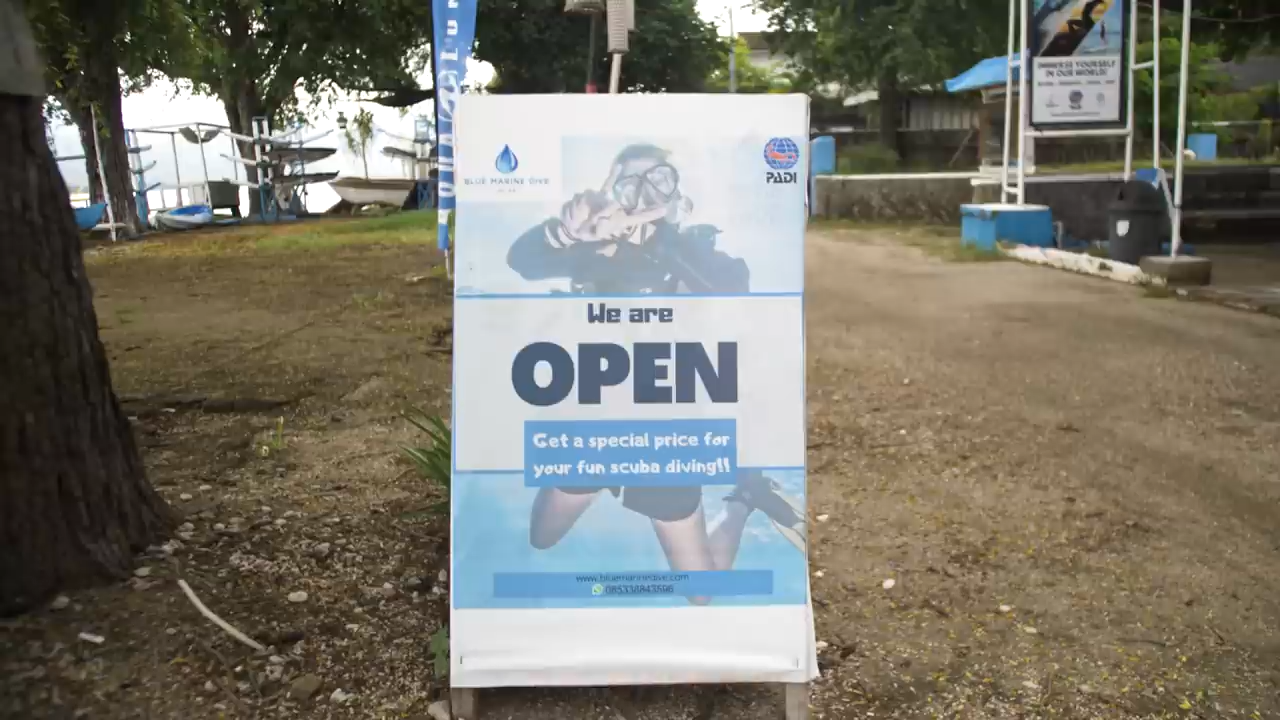 BLUE MARINE DIVE
PADI
We are
OPEN
Get a special price for
your fun scuba diving!!
www.bluemarinedive.com
085338843696
IMMERSE YOURSELF
IN OUR WORLD!